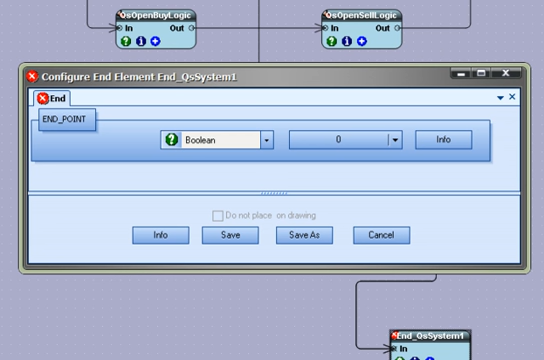 QsOpenBuyLogic
In Out
QsOpenSellLogic
In Out
Configure End Element End_QsSystem1
End
END_POINT
Boolean 0 Info
Do not place on drawing
Info Save Save As Cancel
End_QsSystem1
In